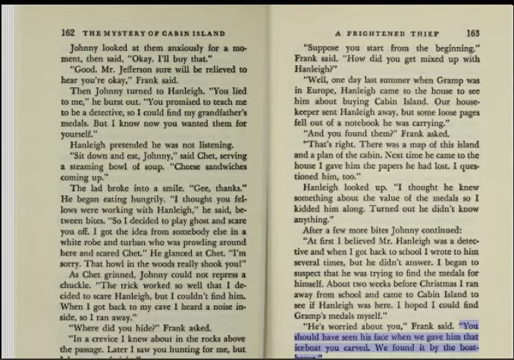 162 THE MYSTERY OF CABIN ISLAND
Johnny looked at them anxiously for a mo-
ment, then said, "Okay. I'll buy that."
"Good. Mr. Jefferson sure will be relieved to
hear you're okay," Frank said.
Then Johnny turned to Hanleigh. "You lied
to me," he burst out. "You promised to teach me
to be a detective, so I could find my grandfather's
medals. But I know now you wanted them for
yourself."
Hanleigh pretended he was not listening.
"Sit down and eat, Johnny," said Chet, serving
a steaming bowl of soup. "Cheese sandwiches
coming up."
The lad broke into a smile. "Gee, thanks."
He began eating hungrily. "I thought you fel-
lows were working with Hanleigh," he said, be-
tween bites. "So I decided to play ghost and scare
you off. I got the idea from somebody else in a
white robe and turban who was prowling around
here and scared Chet." He glanced at Chet. "I'm
sorry. That howl in the woods really shook you!"
As Chet grinned, Johnny could not repress a
chuckle. "The trick worked so well that I de-
cided to scare Hanleigh, but I couldn't find him.
When I got back to my cave I heard a noise in-
side, so I ran away."
"Where did you hide?" Frank asked.
"In a crevice I knew about in the rocks above
the passage. Later I saw you hunting for me, but
A FRIGHTENED THIEF 163
"Suppose you start from the beginning,"
Frank said. "How did you get mixed up with
Hanleigh?"
"Well, one day last summer when Gramp was
in Europe, Hanleigh came to the house to see
him about buying Cabin Island. Our house-
keeper sent Hanleigh away, but some loose pages
fell out of a notebook he was carrying."
"And you found them?" Frank asked.
"That's right. There was a map of this island
and a plan of the cabin. Next time he came to the
house I gave him the papers he had lost. I ques-
tioned him, too."
Hanleigh looked up. "I thought he knew
something about the value of the medals so I
kidded him along. Turned out he didn't know
anything."
After a few more bites Johnny continued:
"At first I believed Mr. Hanleigh was a detec-
tive and when I got back to school I wrote to him
several times, but he didn't answer. I began to
suspect that he was trying to find the medals for
himself. About two weeks before Christmas I ran
away from school and came to Cabin Island to
see if Hanleigh was here. I hoped I could find
Gramp's medals myself."
"He's worried about you," Frank said. "You
should have seen his face when we gave him that
iceboat you carved. We found it by the boat-